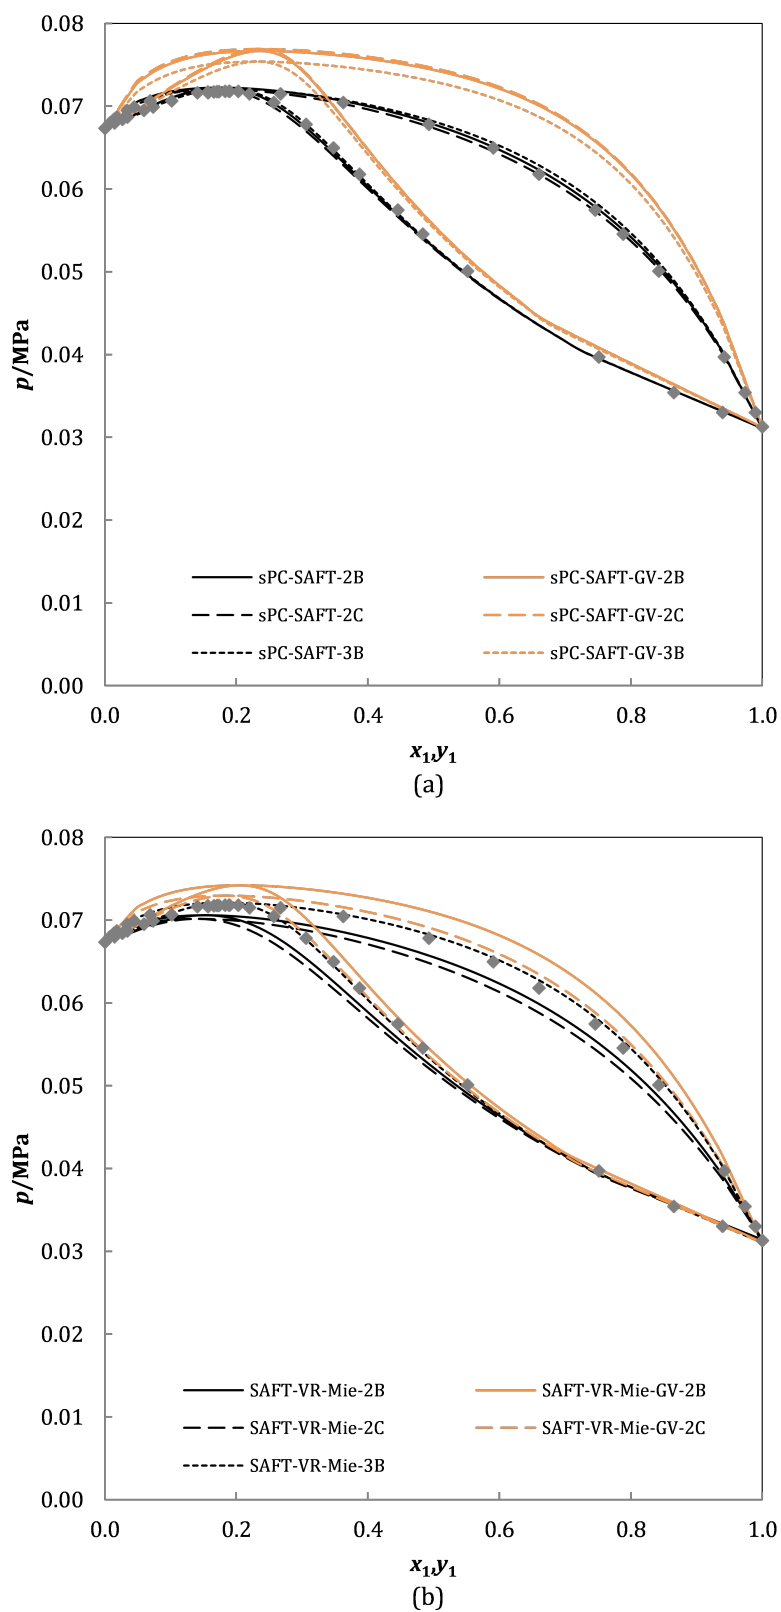 0.08
0.07
0.06
0.05
0.04
0.03
0.02
0.01
0.00
p/MPa
sPC-SAFT-2B
sPC-SAFT-GV-2B
sPC-SAFT-2C
sPC-SAFT-GV-2C
sPC-SAFT-3B
sPC-SAFT-GV-3B
0.0 0.2 0.4 0.6 0.8 1.0
x₁,y₁
(a)
0.08
0.07
0.06
0.05
0.04
0.03
0.02
0.01
0.00
p/MPa
SAFT-VR-Mie-2B
SAFT-VR-Mie-GV-2B
SAFT-VR-Mie-2C
SAFT-VR-Mie-GV-2C
SAFT-VR-Mie-3B
0.0 0.2 0.4 0.6 0.8 1.0
x₁,y₁
(b)